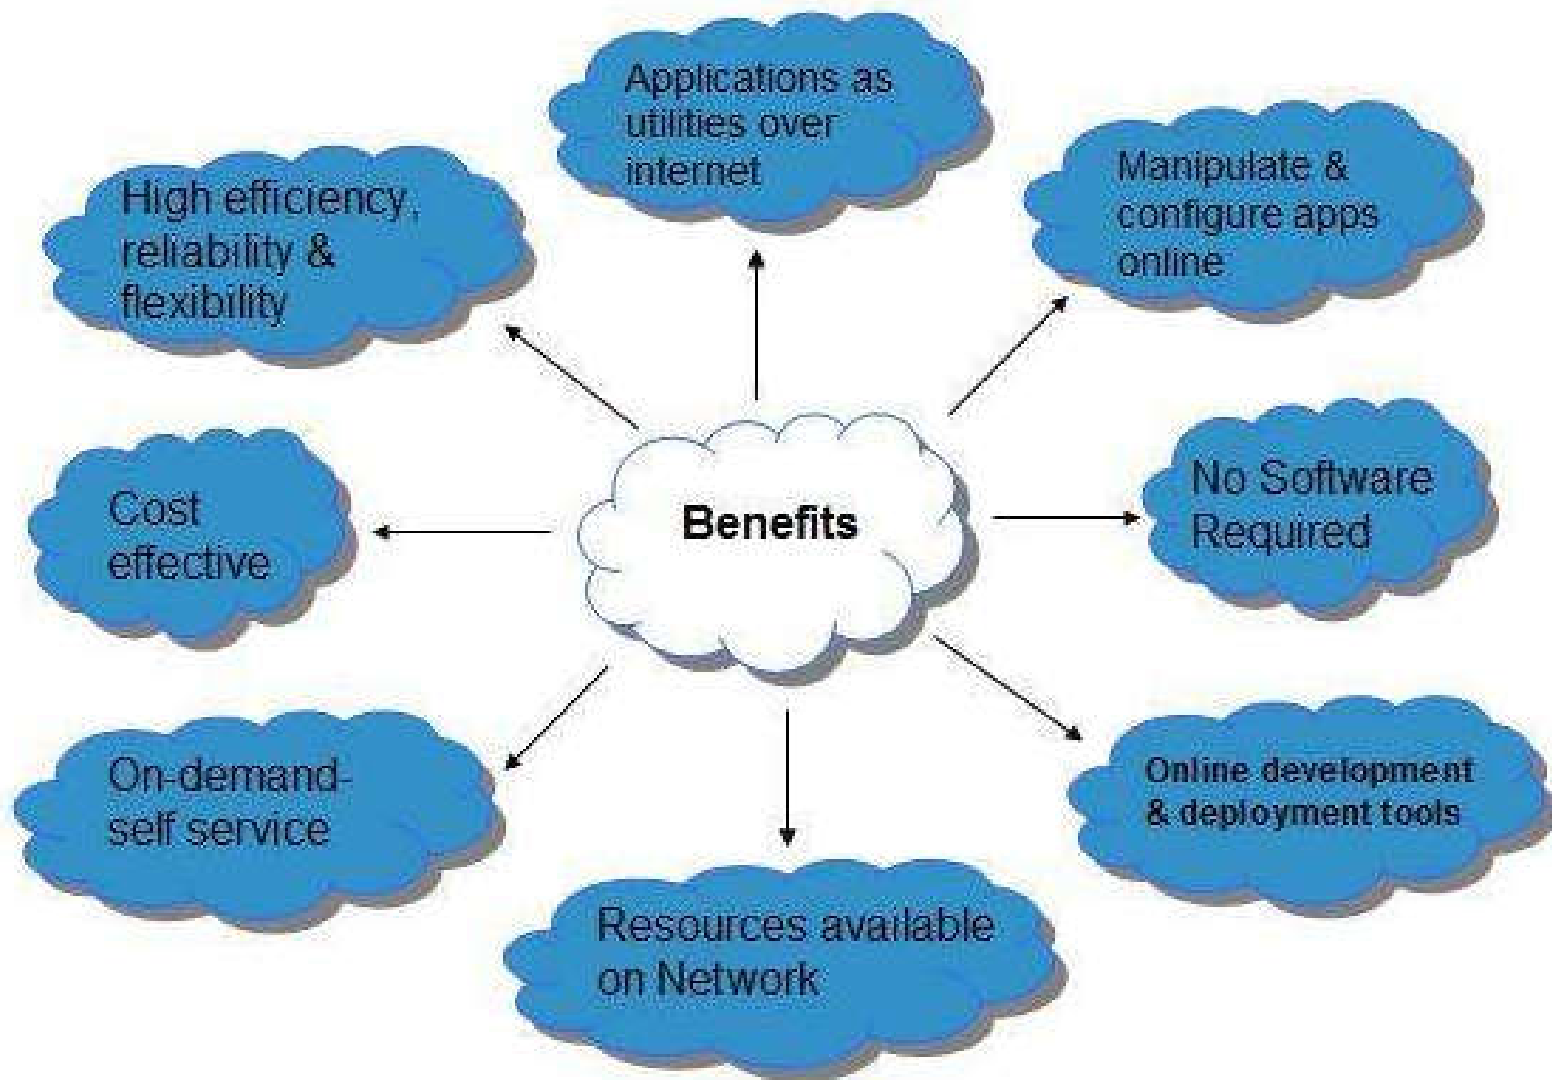 Applications as
utilities over
internet
Manipulate &
configure apps
online
High efficiency,
reliability &
flexibility
No Software
Required
Cost
effective
Benefits
Online development
& deployment tools
On-demand-
self service
Resources available
on Network